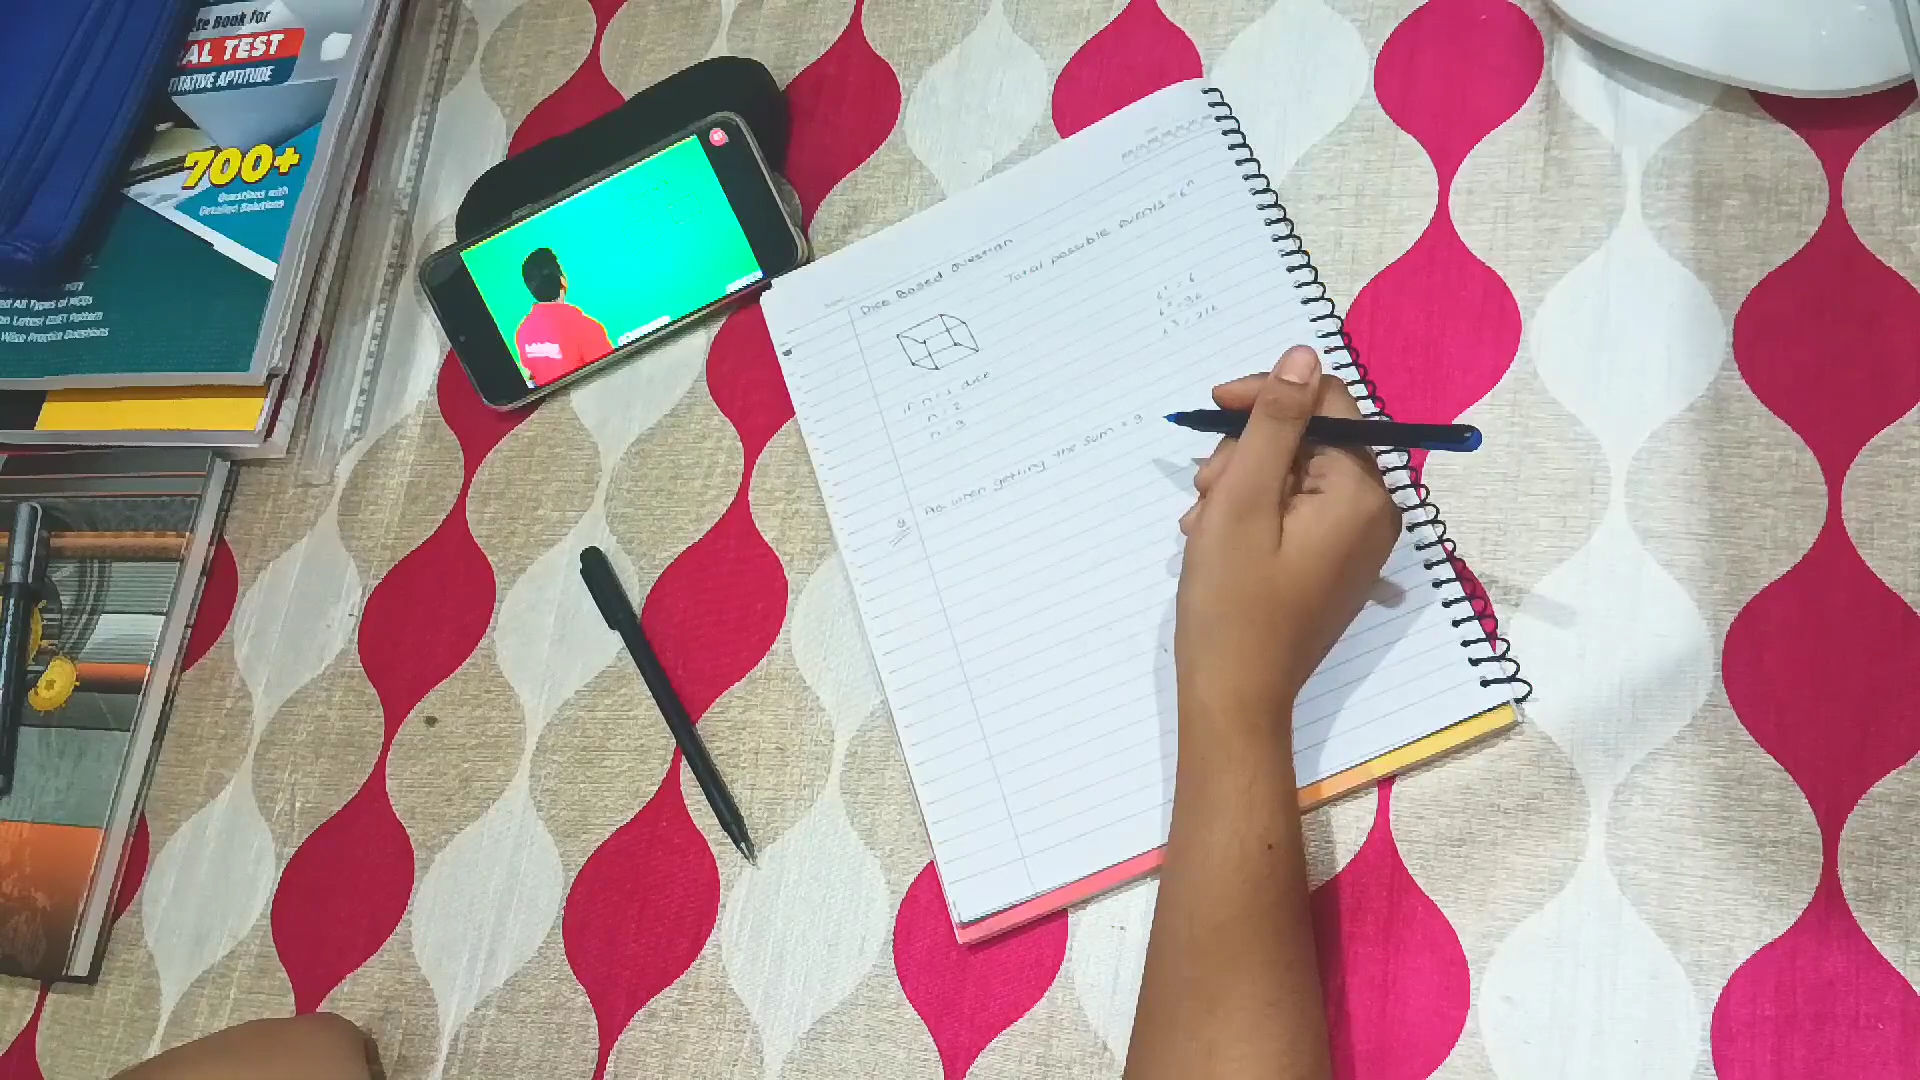 te Book for
AL TEST
TITATIVE APTITUDE
700+
Questions with
Detailed Solutions
ed All Types of MCQs
on Latest CUET Pattern
Wise Practice Questions
Dice Based Question
Total possible events = 6ⁿ
6¹ = 6
6² = 36
6³ = 216
if n = 1 dice
n = 2
n = 3
Q when getting the sum = 9